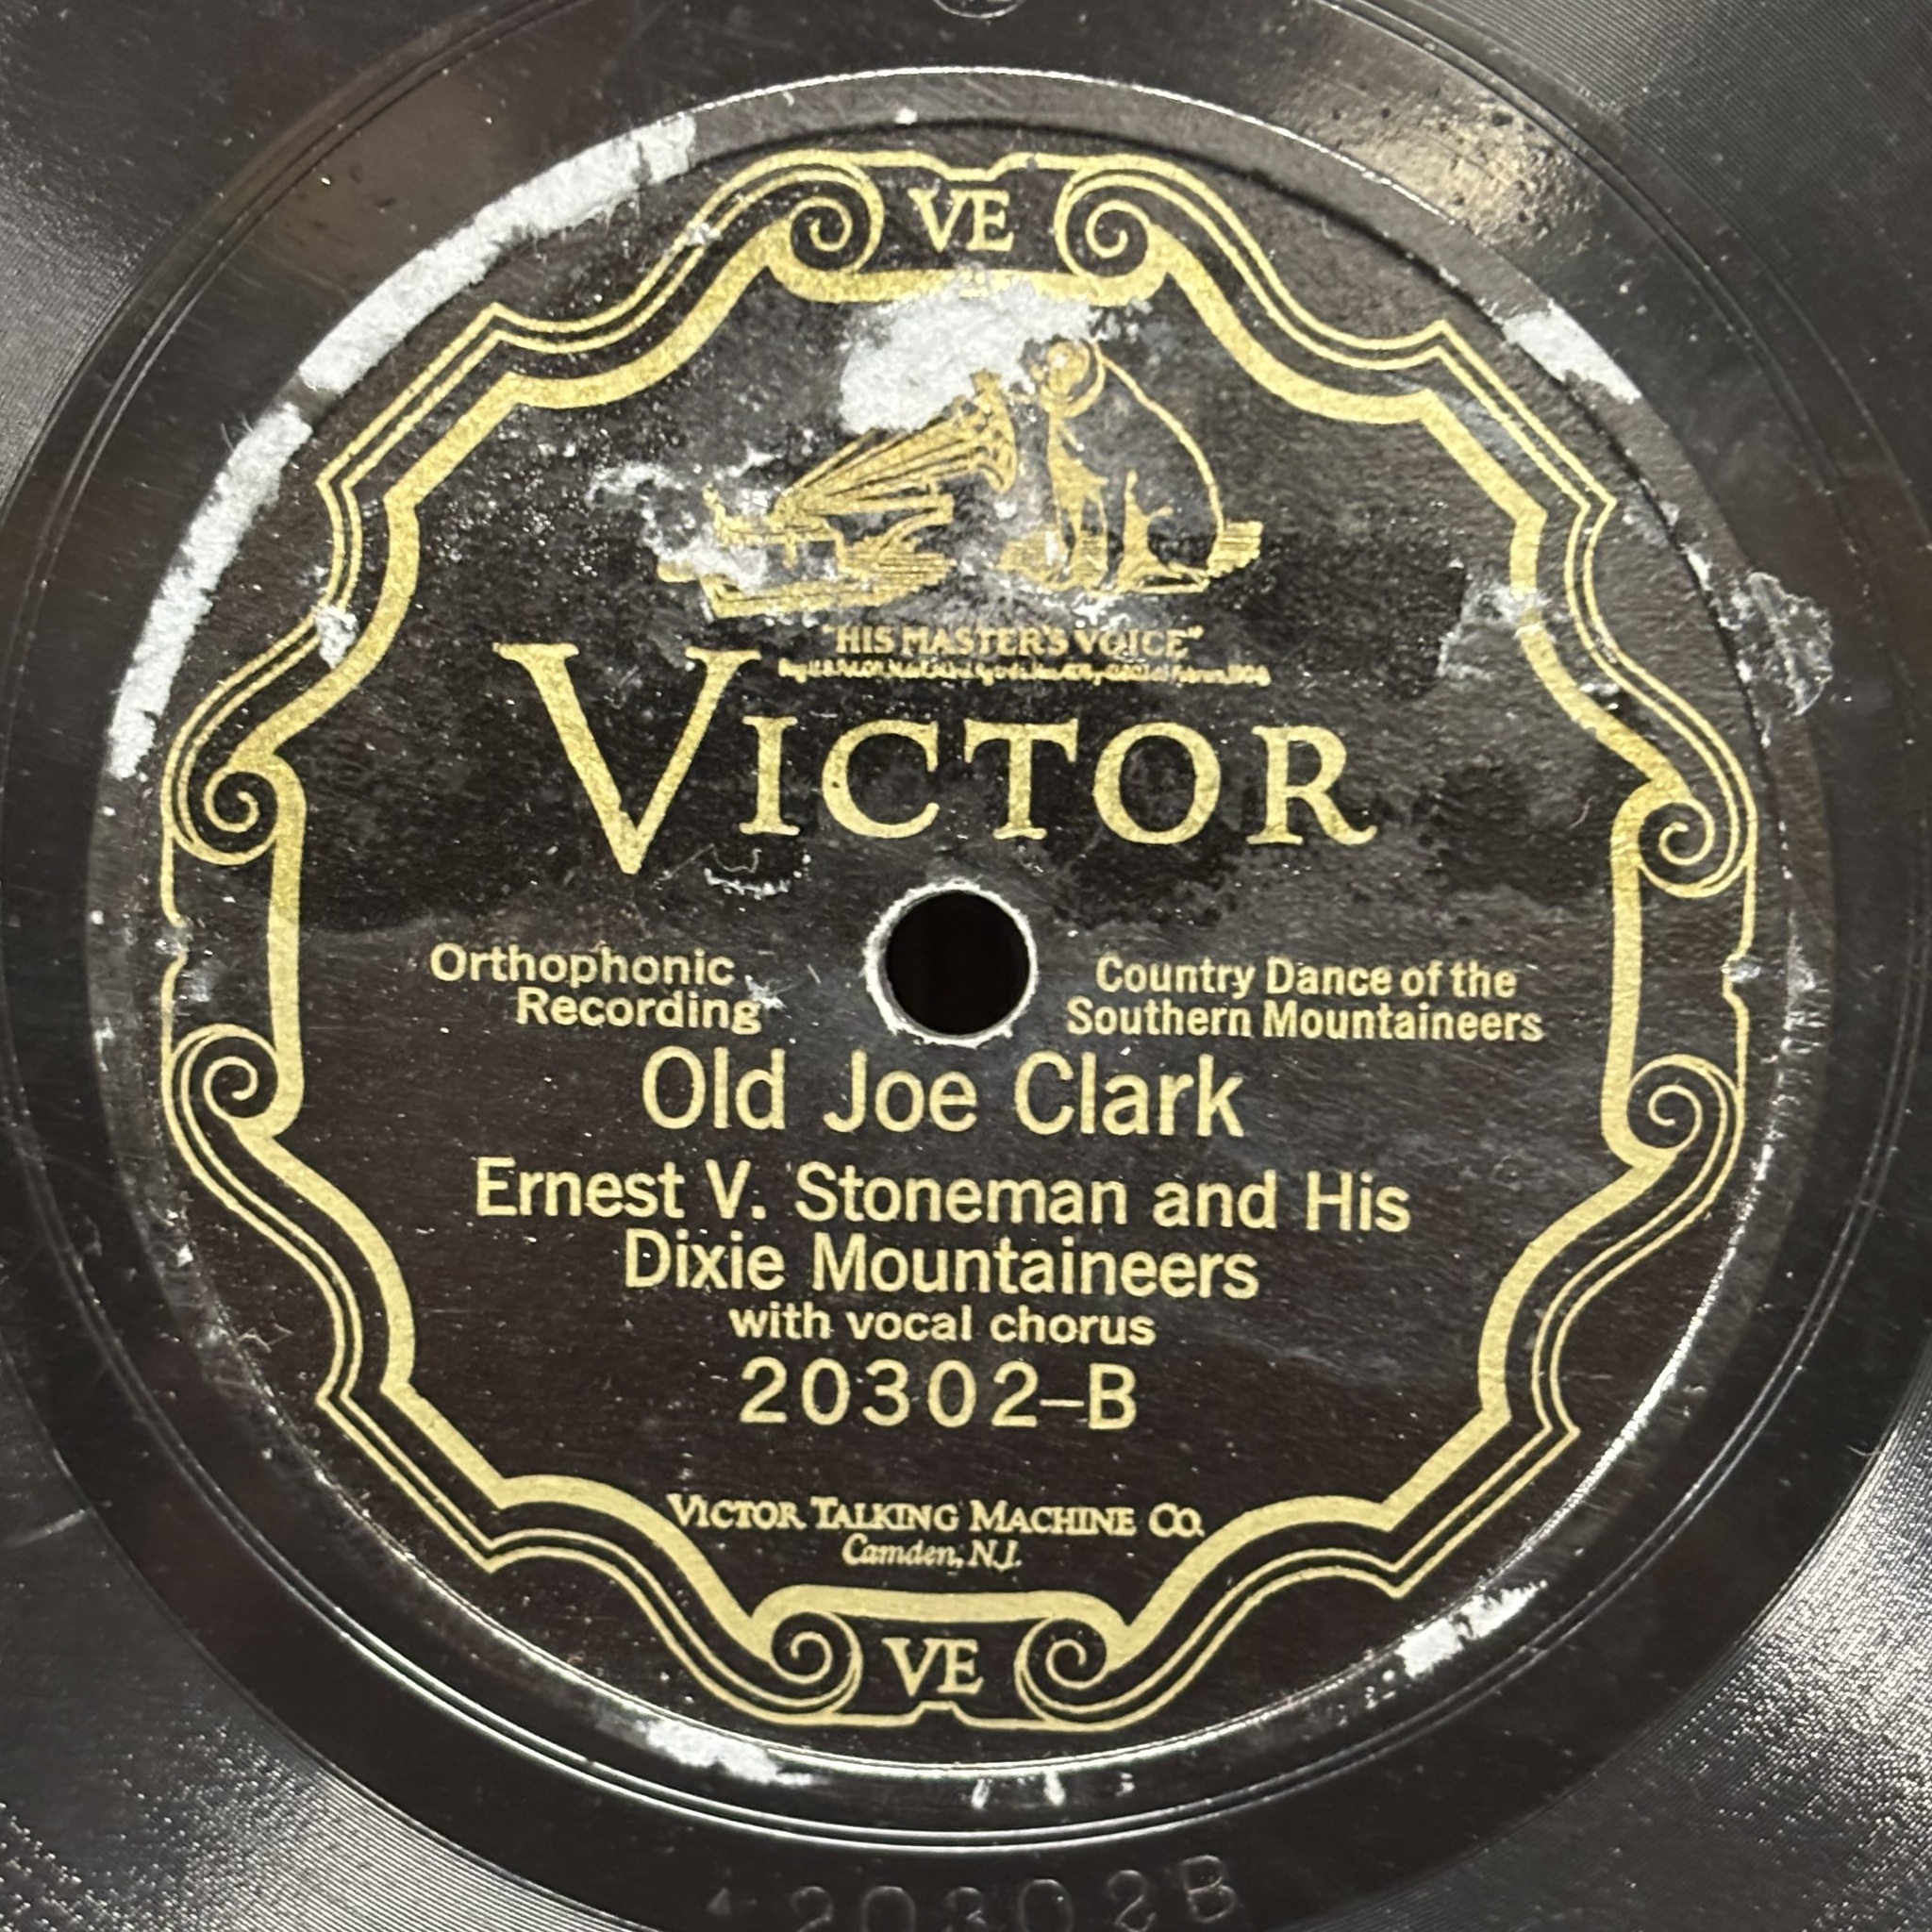 VE
"HIS MASTER'S VOICE"
VICTOR
Orthophonic
Recording
Country Dance of the
Southern Mountaineers
Old Joe Clark
Ernest V. Stoneman and His
Dixie Mountaineers
with vocal chorus
20302–B
VICTOR TALKING MACHINE CO.
Camden, N.J.
VE
20302B